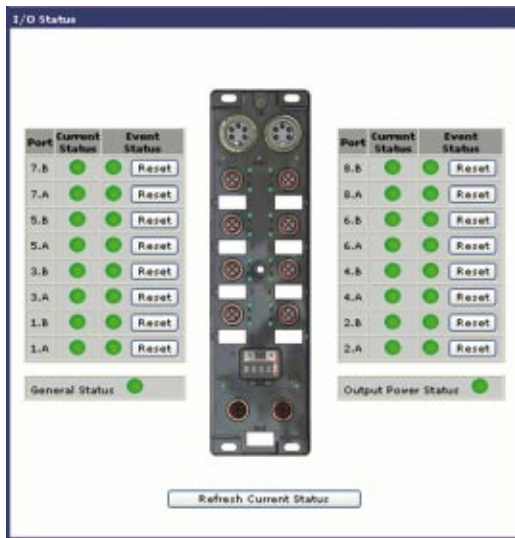 I/O Status
Port Current Status Event Status
7.B Reset
7.A Reset
5.B Reset
5.A Reset
3.B Reset
3.A Reset
1.B Reset
1.A Reset
General Status
Port Current Status Event Status
8.B Reset
8.A Reset
6.B Reset
6.A Reset
4.B Reset
4.A Reset
2.B Reset
2.A Reset
Output Power Status
Refresh Current Status